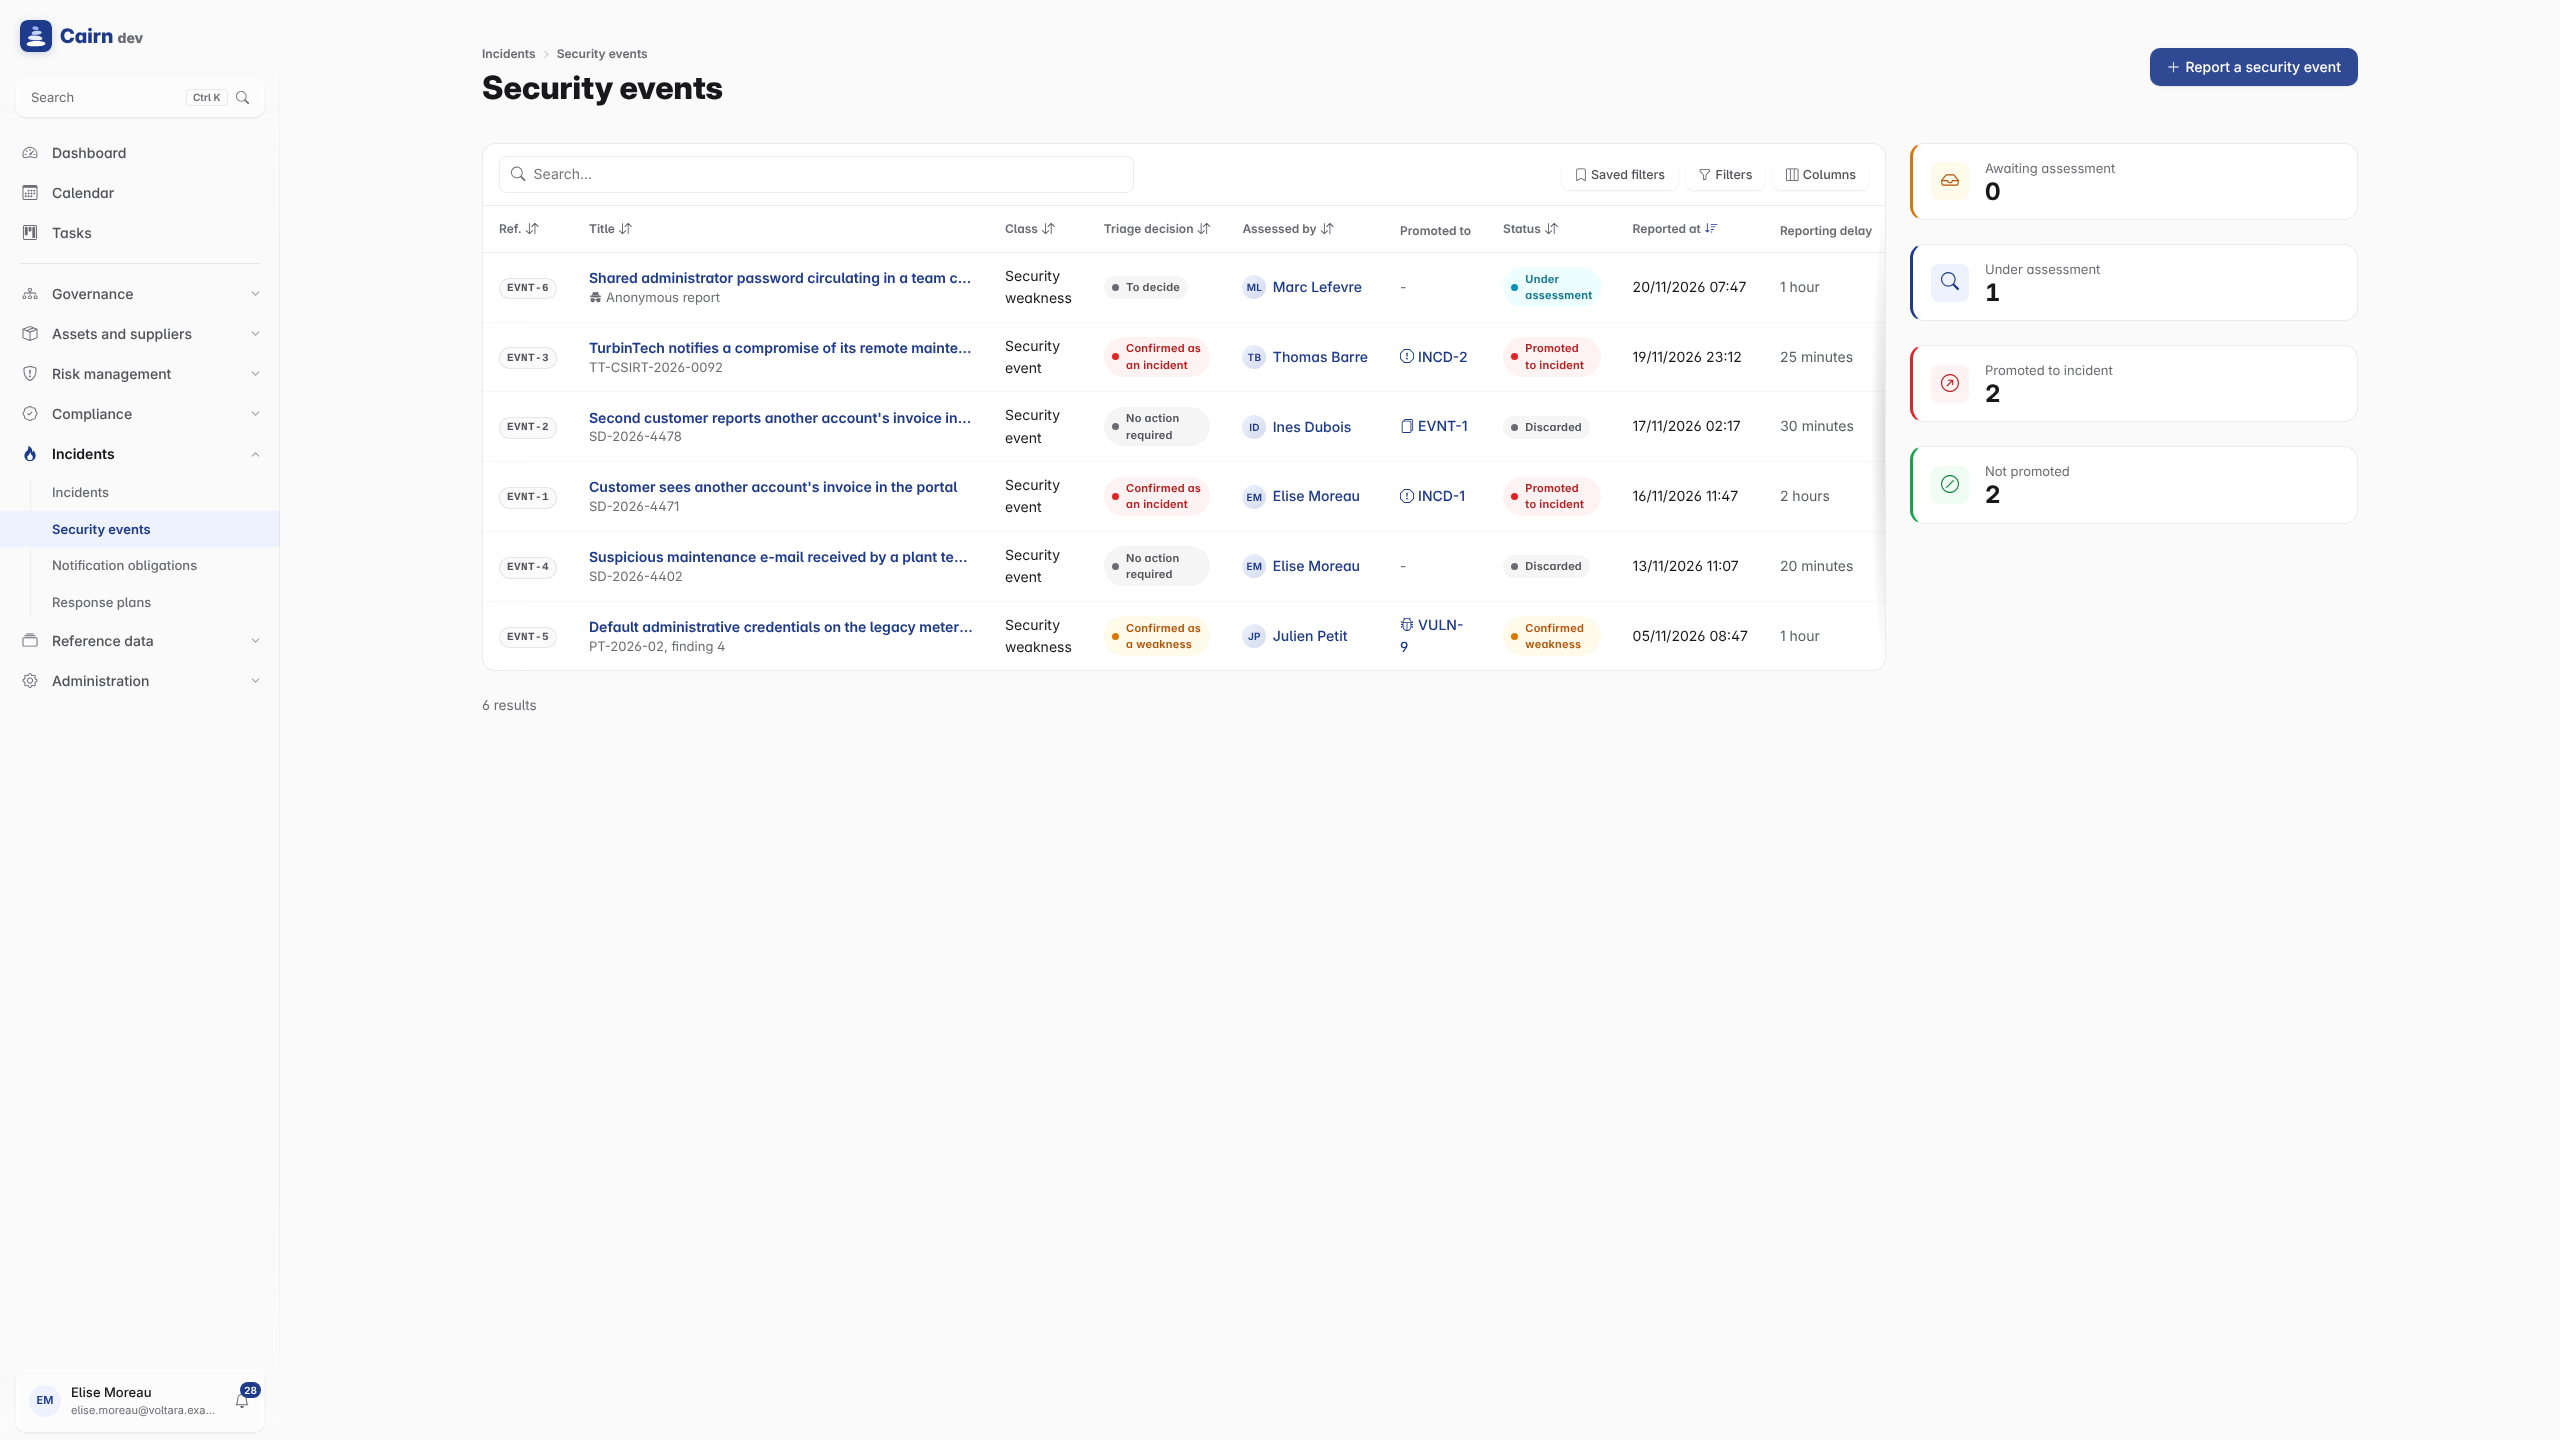 Cairn dev
Search Ctrl K
Dashboard
Calendar
Tasks
Governance
Assets and suppliers
Risk management
Compliance
Incidents
Incidents
Security events
Notification obligations
Response plans
Reference data
Administration
EM Elise Moreau 28
elise.moreau@voltara.exa...
Incidents > Security events
Security events
+ Report a security event
Search...
Saved filters Filters Columns
Ref. Title Class Triage decision Assessed by Promoted to Status Reported at Reporting delay
EVNT-6
Shared administrator password circulating in a team c...
Anonymous report
Security
weakness
To decide
ML Marc Lefevre
-
Under
assessment
20/11/2026 07:47
1 hour
EVNT-3
TurbinTech notifies a compromise of its remote mainte...
TT-CSIRT-2026-0092
Security
event
Confirmed as
an incident
TB Thomas Barre
INCD-2
Promoted
to incident
19/11/2026 23:12
25 minutes
EVNT-2
Second customer reports another account's invoice in...
SD-2026-4478
Security
event
No action
required
ID Ines Dubois
EVNT-1
Discarded
17/11/2026 02:17
30 minutes
EVNT-1
Customer sees another account's invoice in the portal
SD-2026-4471
Security
event
Confirmed as
an incident
EM Elise Moreau
INCD-1
Promoted
to incident
16/11/2026 11:47
2 hours
EVNT-4
Suspicious maintenance e-mail received by a plant te...
SD-2026-4402
Security
event
No action
required
EM Elise Moreau
-
Discarded
13/11/2026 11:07
20 minutes
EVNT-5
Default administrative credentials on the legacy meter...
PT-2026-02, finding 4
Security
weakness
Confirmed as
a weakness
JP Julien Petit
VULN-
9
Confirmed
weakness
05/11/2026 08:47
1 hour
6 results
Awaiting assessment
0
Under assessment
1
Promoted to incident
2
Not promoted
2